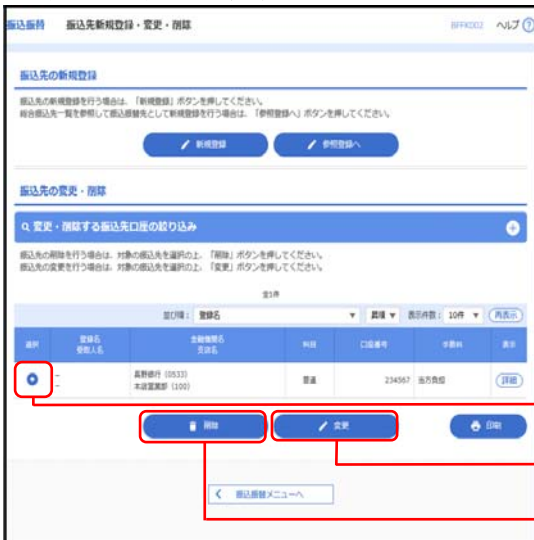 振込振替 振込先新規登録・変更・削除 BFFK002 ヘルプ ?
振込先の新規登録
振込先の新規登録を行う場合は、「新規登録」ボタンを押してください。
総合振込先一覧を参照して振込振替先として新規登録を行う場合は、「参照登録へ」ボタンを押してください。
新規登録 参照登録へ
振込先の変更・削除
変更・削除する振込先口座の絞り込み
振込先の削除を行う場合は、対象の振込先を選択の上、「削除」ボタンを押してください。
振込先の変更を行う場合は、対象の振込先を選択の上、「変更」ボタンを押してください。
全1件
並び順: 登録名 昇順 表示件数: 10件 再表示
選択 登録名 金融機関名 科目 口座番号 手数料 表示
受取人名 支店名
- 長野銀行 (0533) 普通 234567 当方負担 詳細
- 本店営業部 (100)
削除 変更 印刷
振込振替メニューへ